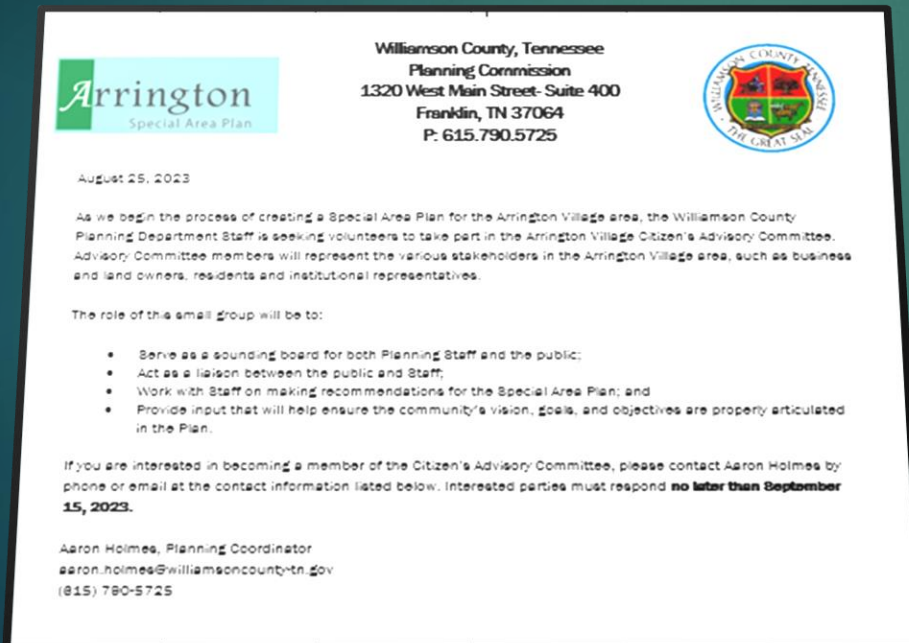 Arrington
Special Area Plan
Williamson County, Tennessee
Planning Commission
1320 West Main Street- Suite 400
Franklin, TN 37064
P: 615.790.5725
WILLIAMSON COUNTY TENNESSEE
THE GREAT SEAL
August 25, 2023
As we begin the process of creating a Special Area Plan for the Arrington Village area, the Williamson County
Planning Department Staff is seeking volunteers to take part in the Arrington Village Citizen's Advisory Committee.
Advisory Committee members will represent the various stakeholders in the Arrington Village area, such as business
and land owners, residents and institutional representatives.
The role of this small group will be to:
• Serve as a sounding board for both Planning Staff and the public;
• Act as a liaison between the public and Staff;
• Work with Staff on making recommendations for the Special Area Plan; and
• Provide input that will help ensure the community's vision, goals, and objectives are properly articulated
in the Plan.
If you are interested in becoming a member of the Citizen's Advisory Committee, please contact Aaron Holmes by
phone or email at the contact information listed below. Interested parties must respond no later than September
15, 2023.
Aaron Holmes, Planning Coordinator
aaron.holmes@williamsoncounty-tn.gov
(615) 790-5725